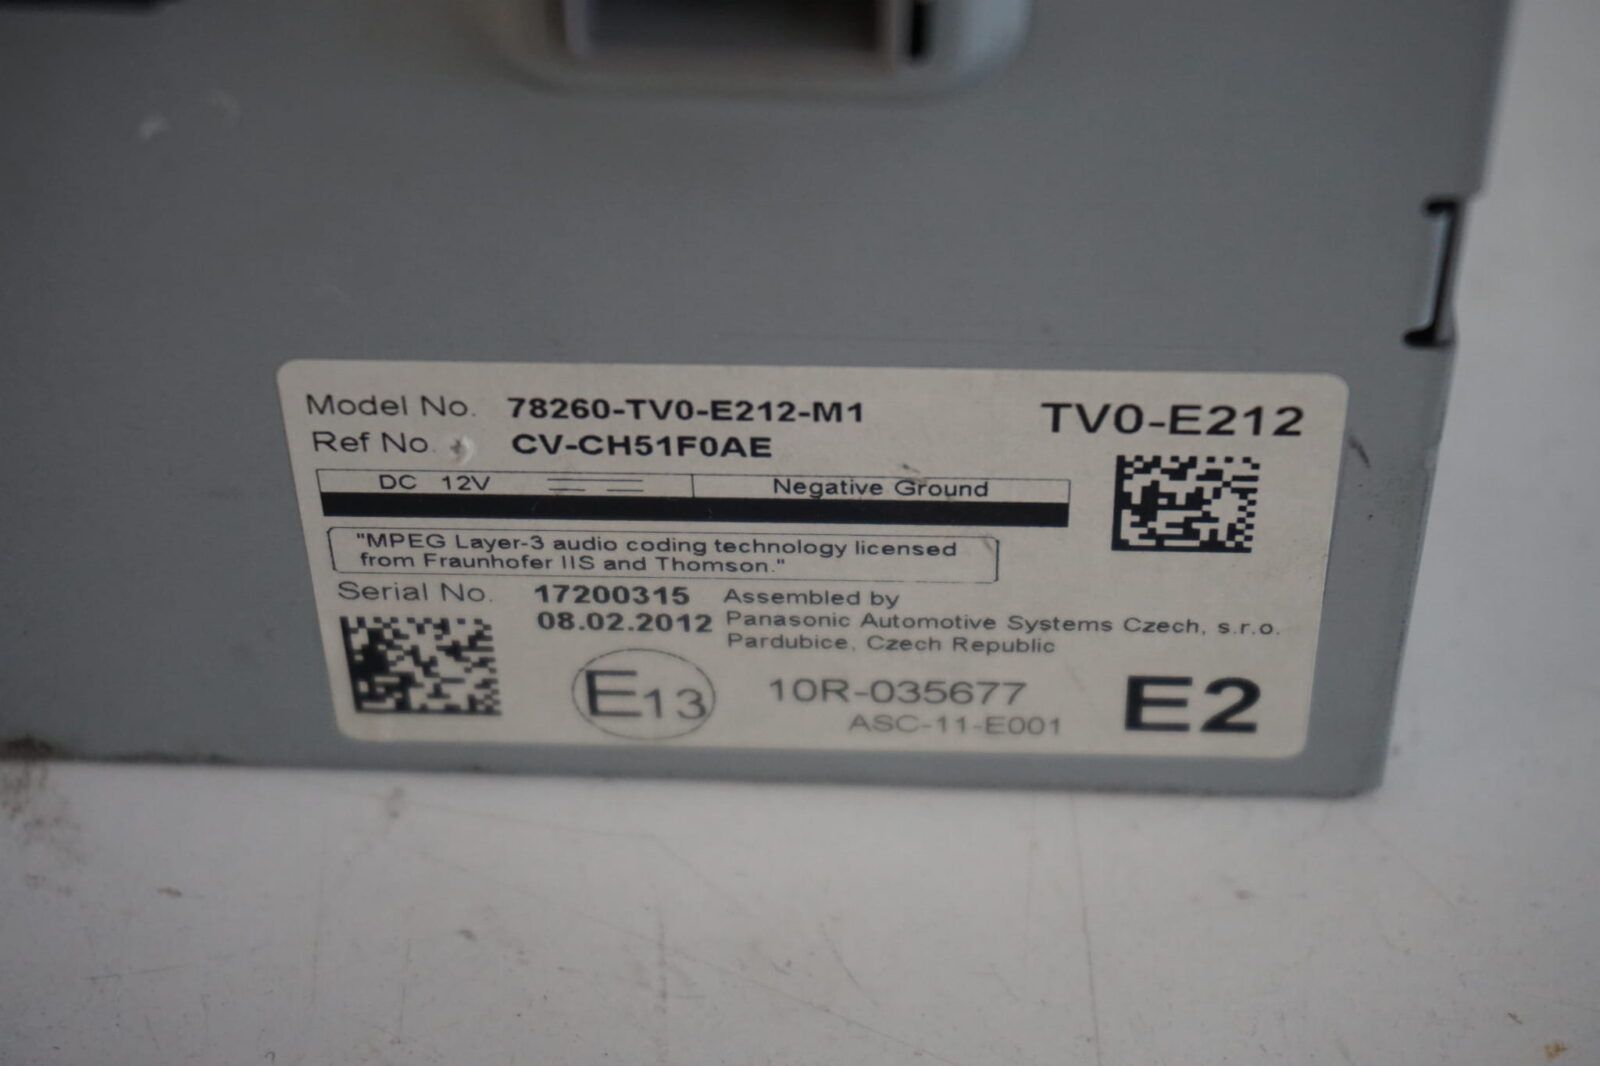 Model No. 78260-TV0-E212-M1
TV0-E212
Ref No. CV-CH51F0AE
DC 12V
Negative Ground
"MPEG Layer-3 audio coding technology licensed
from Fraunhofer IIS and Thomson."
Serial No. 17200315
08.02.2012
Assembled by
Panasonic Automotive Systems Czech, s.r.o.
Pardubice, Czech Republic
E13
10R-035677
ASC-11-E001
E2